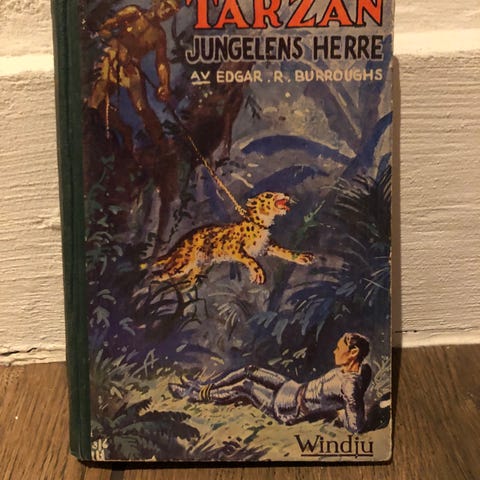 TARZAN
JUNGELENS HERRE
AV EDGAR . R . BURROUGHS
Windju